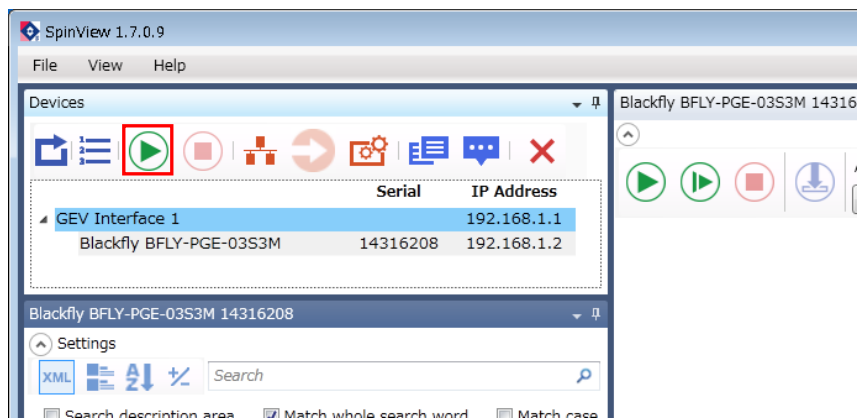 SpinView 1.7.0.9
File View Help
Devices
Serial IP Address
GEV Interface 1 192.168.1.1
Blackfly BFLY-PGE-03S3M 14316208 192.168.1.2
Blackfly BFLY-PGE-03S3M 14316208
Settings
XML A Z Search
Search description area Match whole search word Match case
Blackfly BFLY-PGE-03S3M 14316